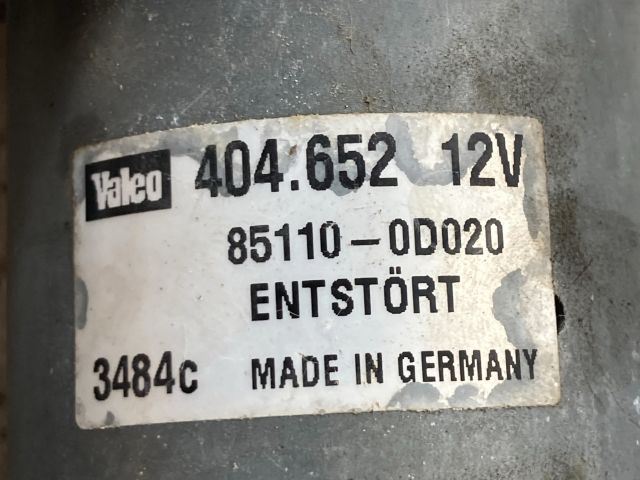 Valeo 404.652 12V
85110-0D020
ENTSTÖRT
3484c MADE IN GERMANY